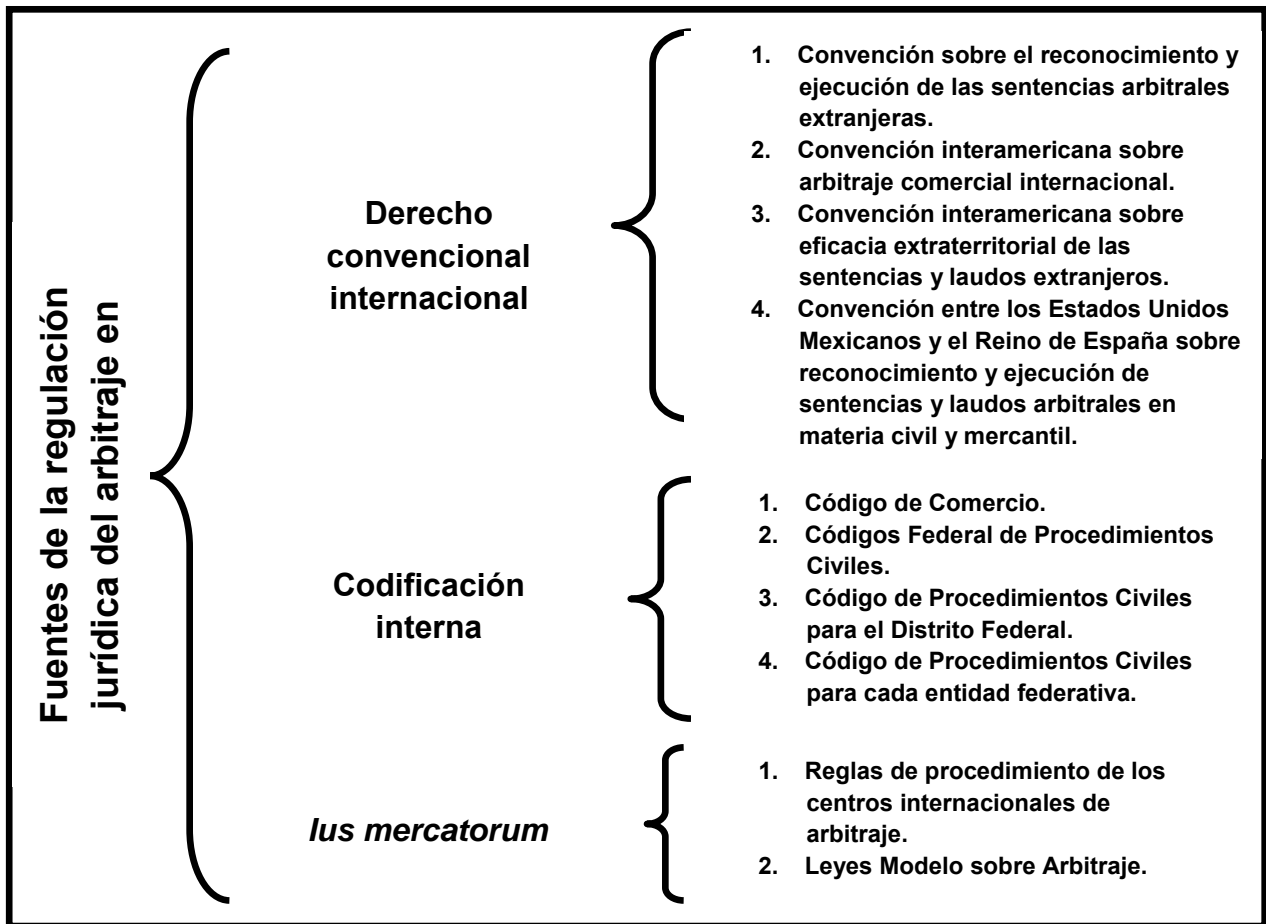 Fuentes de la regulación
jurídica del arbitraje en
Derecho
convencional
internacional
1. Convención sobre el reconocimiento y
ejecución de las sentencias arbitrales
extranjeras.
2. Convención interamericana sobre
arbitraje comercial internacional.
3. Convención interamericana sobre
eficacia extraterritorial de las
sentencias y laudos extranjeros.
4. Convención entre los Estados Unidos
Mexicanos y el Reino de España sobre
reconocimiento y ejecución de
sentencias y laudos arbitrales en
materia civil y mercantil.
Codificación
interna
1. Código de Comercio.
2. Códigos Federal de Procedimientos
Civiles.
3. Código de Procedimientos Civiles
para el Distrito Federal.
4. Código de Procedimientos Civiles
para cada entidad federativa.
Ius mercatorum
1. Reglas de procedimiento de los
centros internacionales de
arbitraje.
2. Leyes Modelo sobre Arbitraje.